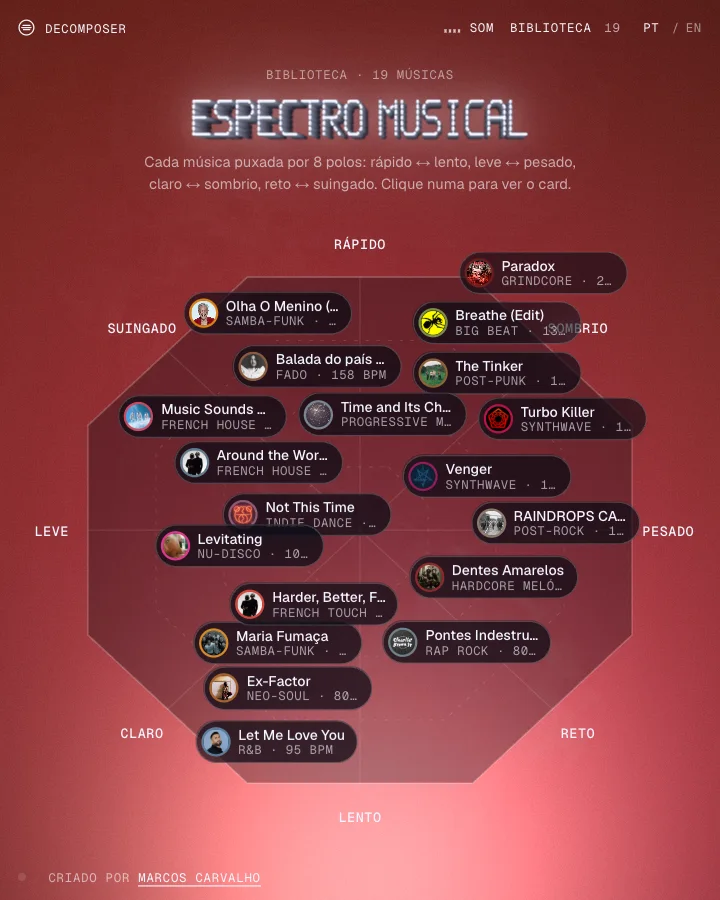 DECOMPOSER
SOM BIBLIOTECA 19 PT / EN
BIBLIOTECA · 19 MÚSICAS
ESPECTRO MUSICAL
Cada música puxada por 8 polos: rápido ↔ lento, leve ↔ pesado,
claro ↔ sombrio, reto ↔ suingado. Clique numa para ver o card.
RÁPIDO
Paradox
GRINDCORE · 2…
Olha O Menino (…
SAMBA-FUNK · …
Breathe (Edit)
BIG BEAT · 13…
SUINGADO
SOMBRIO
Balada do país …
FADO · 158 BPM
The Tinker
POST-PUNK · 1…
Music Sounds …
FRENCH HOUSE …
Time and Its Ch…
PROGRESSIVE M…
Turbo Killer
SYNTHWAVE · 1…
Around the Wor…
FRENCH HOUSE …
Venger
SYNTHWAVE · 1…
Not This Time
INDIE DANCE ·…
RAINDROPS CA…
POST-ROCK · 1…
LEVE
PESADO
Levitating
NU-DISCO · 10…
Dentes Amarelos
HARDCORE MELÓ…
Harder, Better, F…
FRENCH TOUCH …
Maria Fumaça
SAMBA-FUNK · …
Pontes Indestru…
RAP ROCK · 80…
Ex-Factor
NEO-SOUL · 80…
CLARO
RETO
Let Me Love You
R&B · 95 BPM
LENTO
CRIADO POR MARCOS CARVALHO